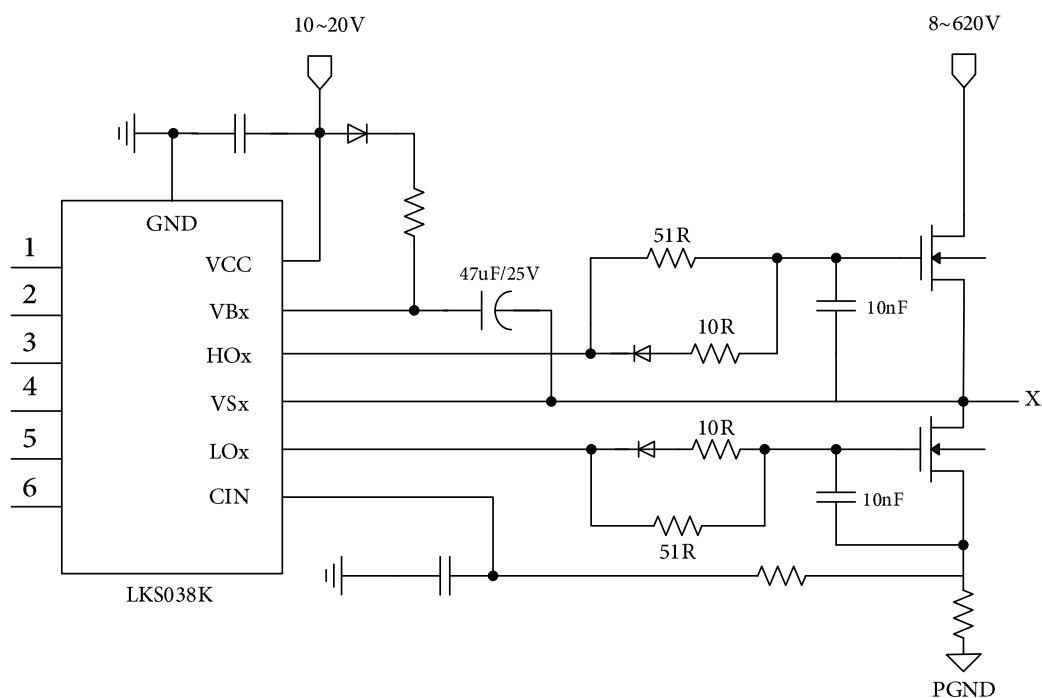 10~20V
8~620V
GND
1
VCC
2
VBx
3
HOx
4
VSx
5
LOx
6
CIN
LKS038K
47uF/25V
51R
10R
10nF
X
10R
51R
10nF
PGND